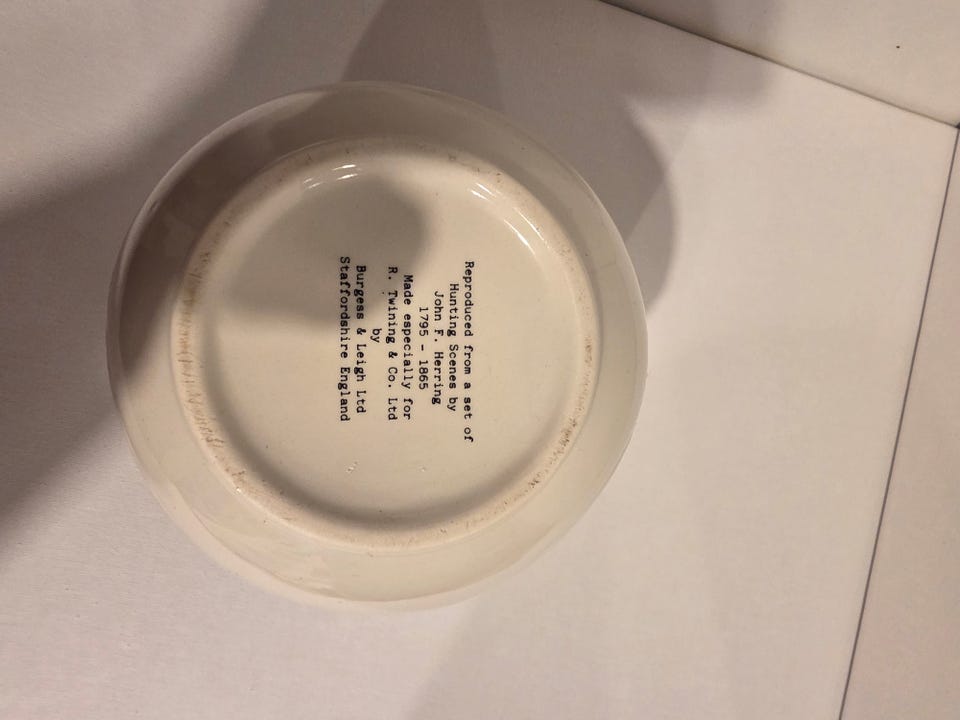 Reproduced from a set of
Hunting Scenes by
John F. Herring
1795 - 1865
Made especially for
R. Twining & Co. Ltd
by
Burgess & Leigh Ltd
Staffordshire England